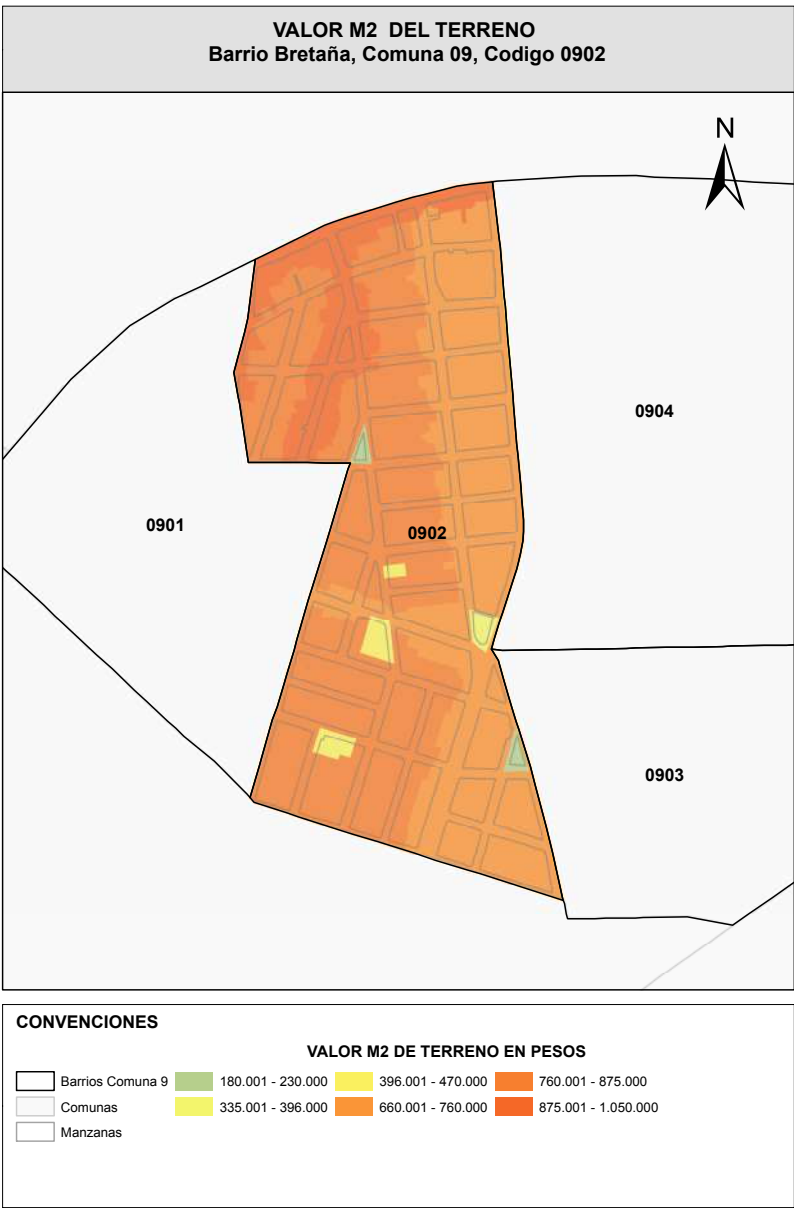 VALOR M2 DEL TERRENO
Barrio Bretaña, Comuna 09, Codigo 0902
N
0904
0901
0902
0903
CONVENCIONES
VALOR M2 DE TERRENO EN PESOS
Barrios Comuna 9 180.001 - 230.000 396.001 - 470.000 760.001 - 875.000
Comunas 335.001 - 396.000 660.001 - 760.000 875.001 - 1.050.000
Manzanas